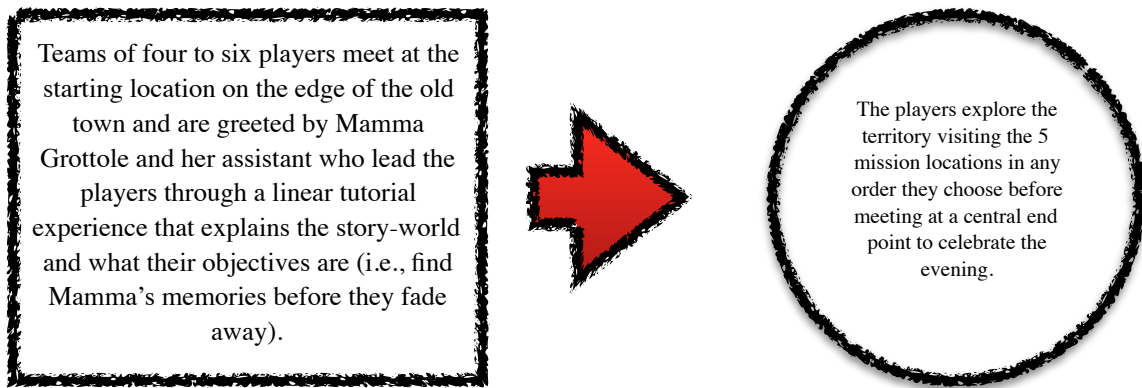 Teams of four to six players meet at the
starting location on the edge of the old
town and are greeted by Mamma
Grottole and her assistant who lead the
players through a linear tutorial
experience that explains the story-world
and what their objectives are (i.e., find
Mamma’s memories before they fade
away).
The players explore the
territory visiting the 5
mission locations in any
order they choose before
meeting at a central end
point to celebrate the
evening.